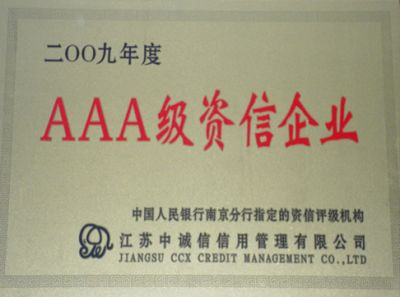 二OO九年度
AAA级资信企业
中国人民银行南京分行指定的资信评级机构
江苏中诚信信用管理有限公司
JIANGSU CCX CREDIT MANAGEMENT CO.,LTD